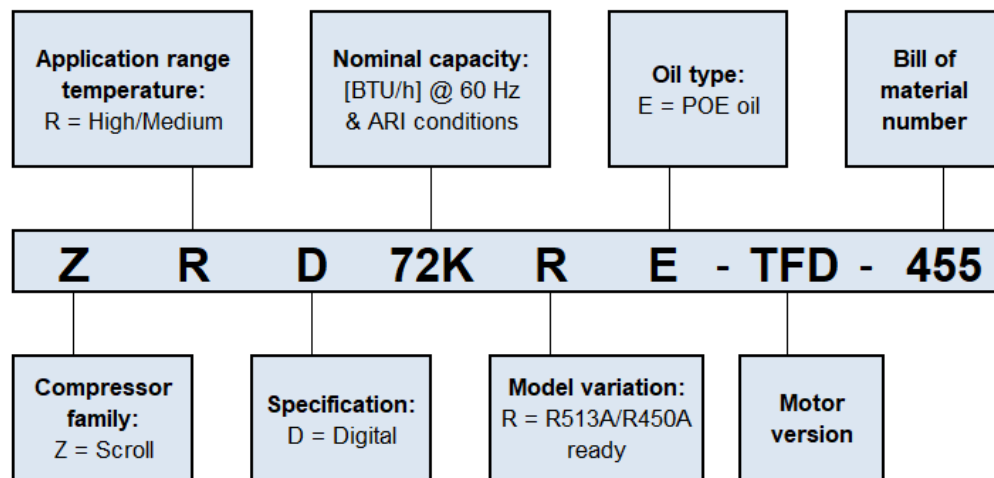 Application range
temperature:
R = High/Medium
Nominal capacity:
[BTU/h] @ 60 Hz
& ARI conditions
Oil type:
E = POE oil
Bill of
material
number
Z R D 72K R E - TFD - 455
Compressor
family:
Z = Scroll
Specification:
D = Digital
Model variation:
R = R513A/R450A
ready
Motor
version